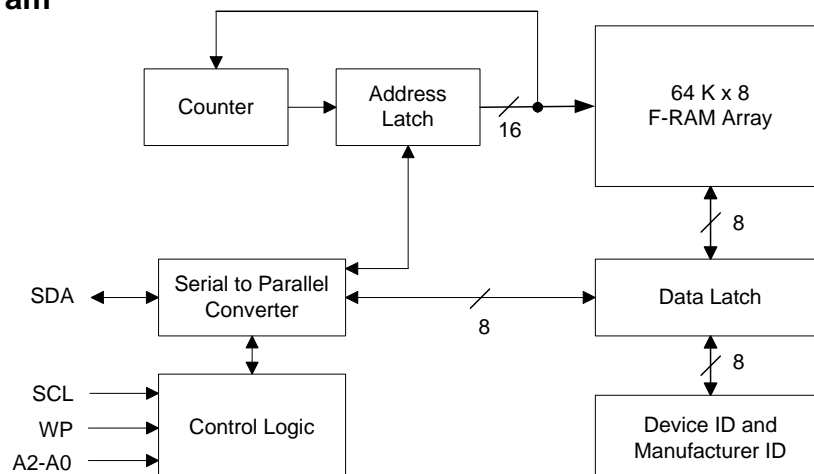 am
Counter
Address
Latch
16
64 K x 8
F-RAM Array
8
SDA
Serial to Parallel
Converter
8
Data Latch
8
SCL
WP
A2-A0
Control Logic
Device ID and
Manufacturer ID